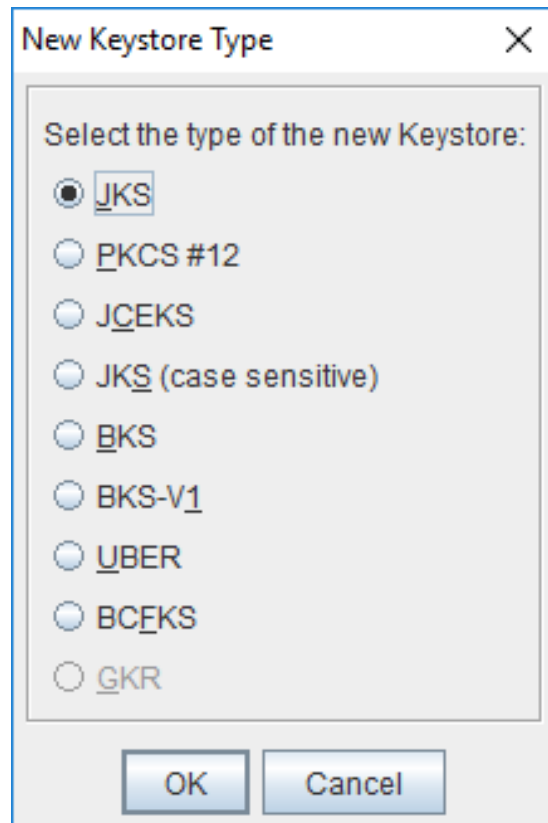 New Keystore Type
Select the type of the new Keystore:
JKS
PKCS #12
JCEKS
JKS (case sensitive)
BKS
BKS-V1
UBER
BCFKS
GKR
OK Cancel